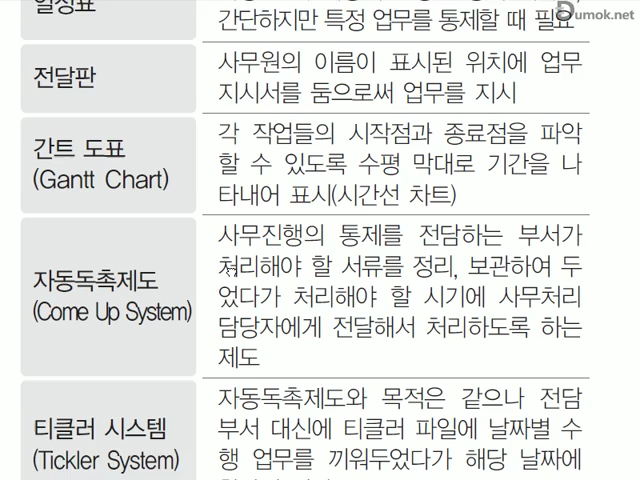 일정표
간단하지만 특정 업무를 통제할 때 필요
Dumok.net
전달판
사무원의 이름이 표시된 위치에 업무
지시서를 둠으로써 업무를 지시
간트 도표
(Gantt Chart)
각 작업들의 시작점과 종료점을 파악
할 수 있도록 수평 막대로 기간을 나
타내어 표시(시간선 차트)
자동독촉제도
(Come Up System)
사무진행의 통제를 전담하는 부서가
처리해야 할 서류를 정리, 보관하여 두
었다가 처리해야 할 시기에 사무처리
담당자에게 전달해서 처리하도록 하는
제도
티클러 시스템
(Tickler System)
자동독촉제도와 목적은 같으나 전담
부서 대신에 티클러 파일에 날짜별 수
행 업무를 끼워두었다가 해당 날짜에